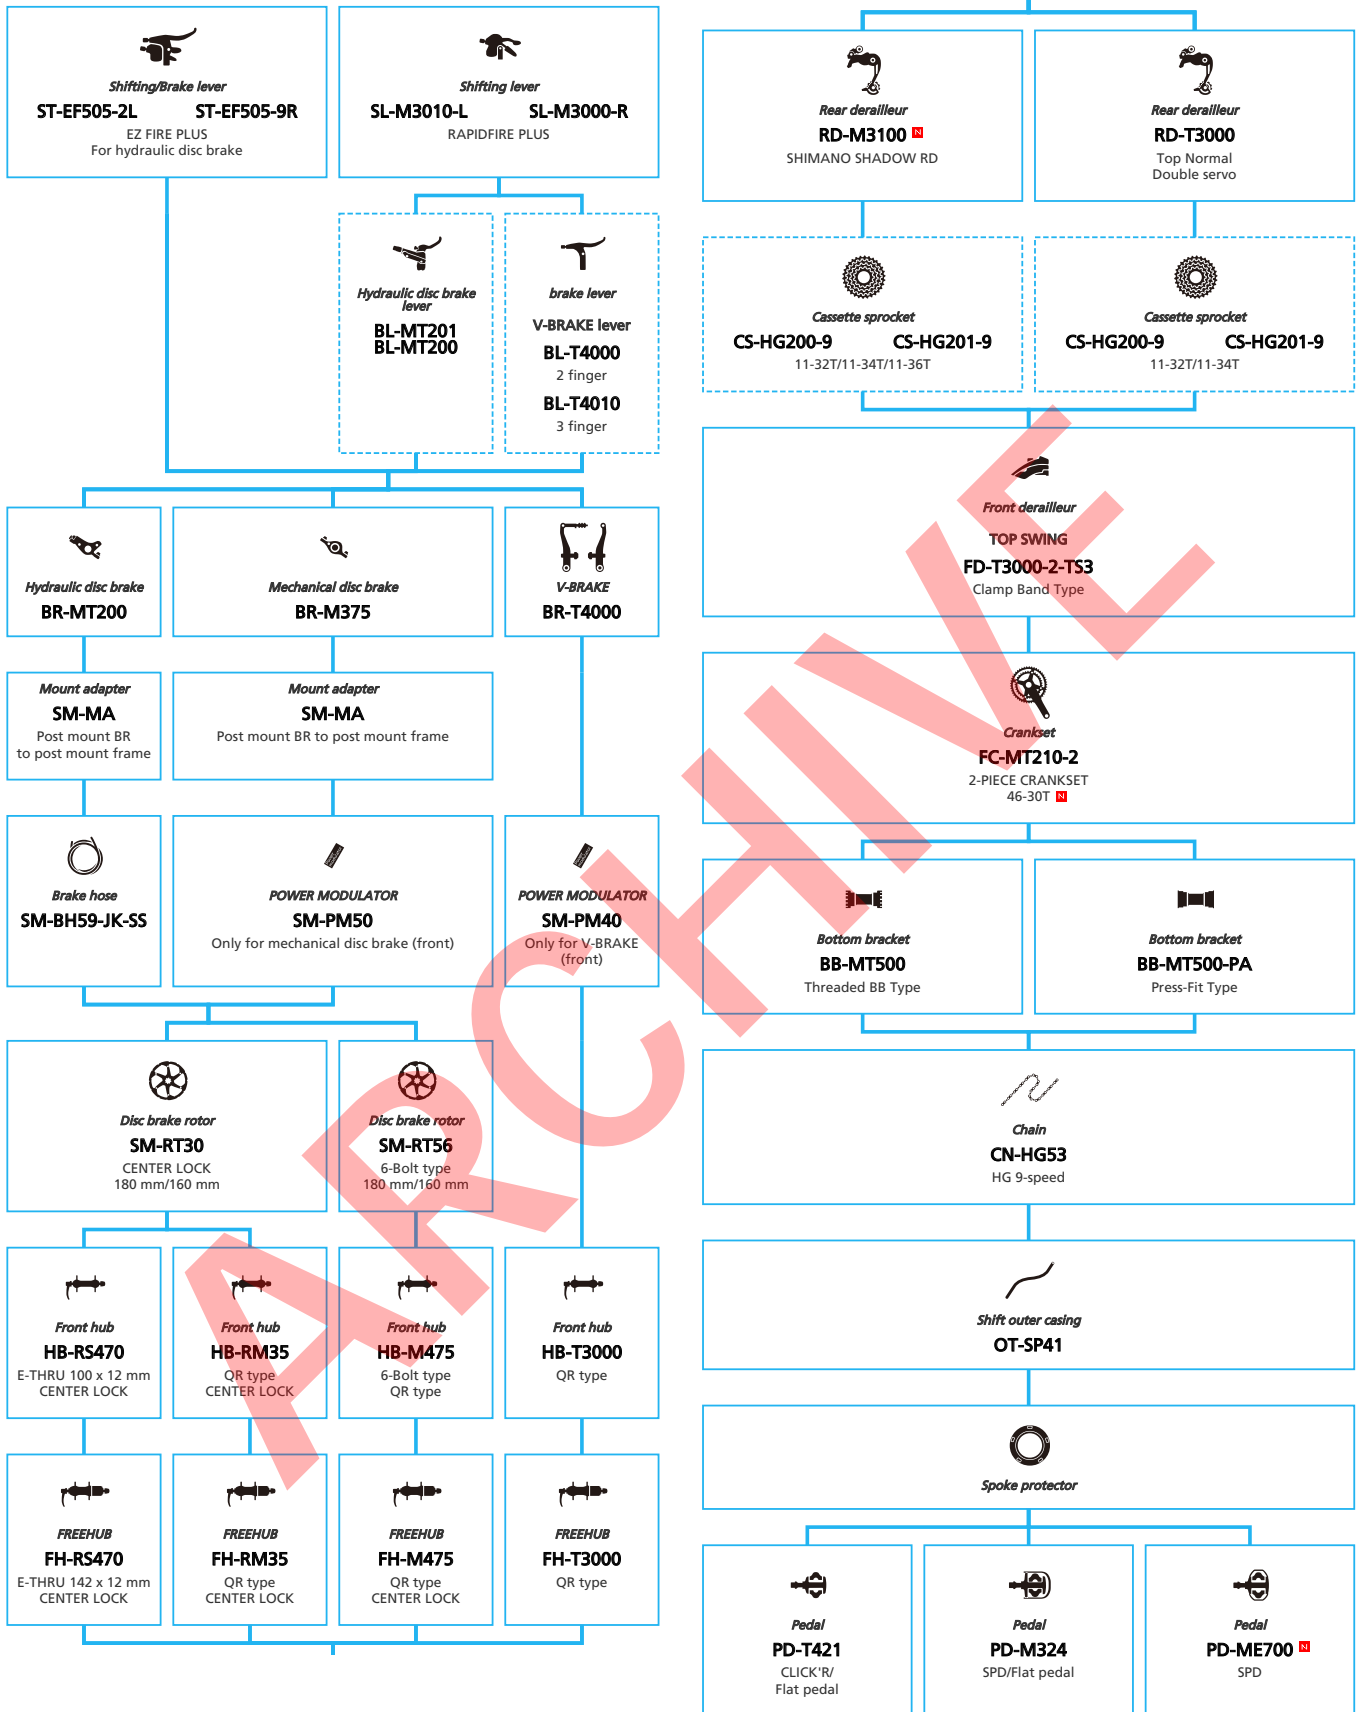 Shifting/Brake lever
ST-EF505-2L ST-EF505-9R
EZ FIRE PLUS
For hydraulic disc brake
Shifting lever
SL-M3010-L SL-M3000-R
RAPIDFIRE PLUS
Hydraulic disc brake
lever
BL-MT201
BL-MT200
brake lever
V-BRAKE lever
BL-T4000
2 finger
BL-T4010
3 finger
Hydraulic disc brake
BR-MT200
Mechanical disc brake
BR-M375
V-BRAKE
BR-T4000
Mount adapter
SM-MA
Post mount BR
to post mount frame
Mount adapter
SM-MA
Post mount BR to post mount frame
Brake hose
SM-BH59-JK-SS
POWER MODULATOR
SM-PM50
Only for mechanical disc brake (front)
POWER MODULATOR
SM-PM40
Only for V-BRAKE
(front)
Disc brake rotor
SM-RT30
CENTER LOCK
180 mm/160 mm
Disc brake rotor
SM-RT56
6-Bolt type
180 mm/160 mm
Front hub
HB-RS470
E-THRU 100 x 12 mm
CENTER LOCK
Front hub
HB-RM35
QR type
CENTER LOCK
Front hub
HB-M475
6-Bolt type
QR type
Front hub
HB-T3000
QR type
FREEHUB
FH-RS470
E-THRU 142 x 12 mm
CENTER LOCK
FREEHUB
FH-RM35
QR type
CENTER LOCK
FREEHUB
FH-M475
QR type
CENTER LOCK
FREEHUB
FH-T3000
QR type
Rear derailleur
RD-M3100 N
SHIMANO SHADOW RD
Rear derailleur
RD-T3000
Top Normal
Double servo
Cassette sprocket
CS-HG200-9 CS-HG201-9
11-32T/11-34T/11-36T
Cassette sprocket
CS-HG200-9 CS-HG201-9
11-32T/11-34T
Front derailleur
TOP SWING
FD-T3000-2-TS3
Clamp Band Type
Crankset
FC-MT210-2
2-PIECE CRANKSET
46-30T N
Bottom bracket
BB-MT500
Threaded BB Type
Bottom bracket
BB-MT500-PA
Press-Fit Type
Chain
CN-HG53
HG 9-speed
Shift outer casing
OT-SP41
Spoke protector
Pedal
PD-T421
CLICK'R/
Flat pedal
Pedal
PD-M324
SPD/Flat pedal
Pedal
PD-ME700 N
SPD
ARCHIVE